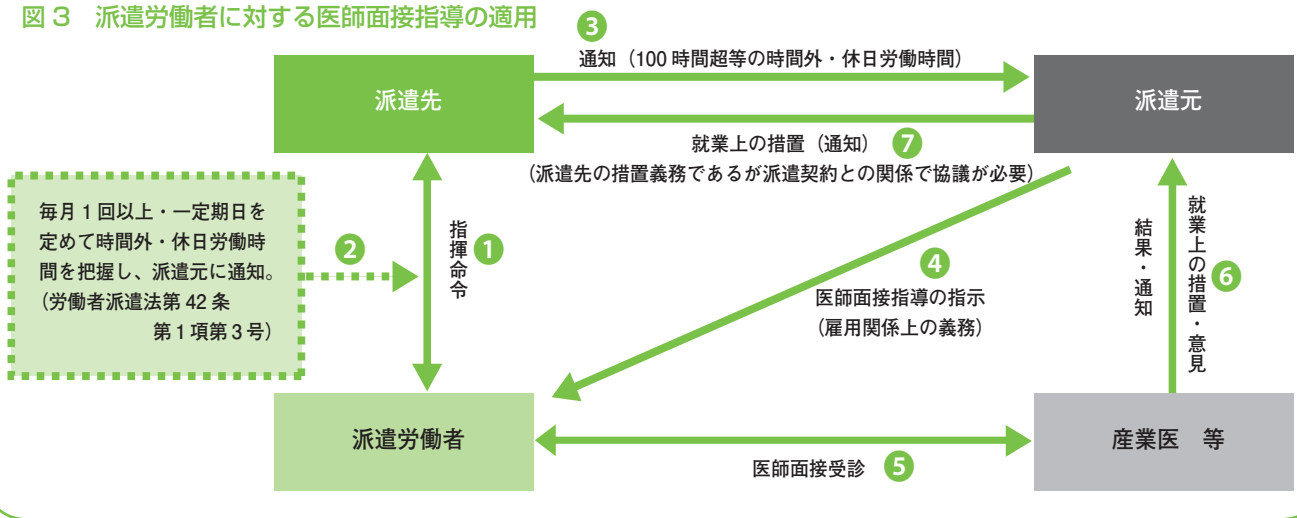 図3 派遣労働者に対する医師面接指導の適用
❸
通知（100時間超等の時間外・休日労働時間）
派遣先
派遣元
就業上の措置（通知） ❼
（派遣先の措置義務であるが派遣契約との関係で協議が必要）
毎月1回以上・一定期日を
定めて時間外・休日労働時
間を把握し、派遣元に通知。
（労働者派遣法第42条
第1項第3号）
❷
指揮命令
❶
❹
医師面接指導の指示
（雇用関係上の義務）
就業上の措置・意見
結果・通知
❻
派遣労働者
産業医 等
医師面接受診 ❺